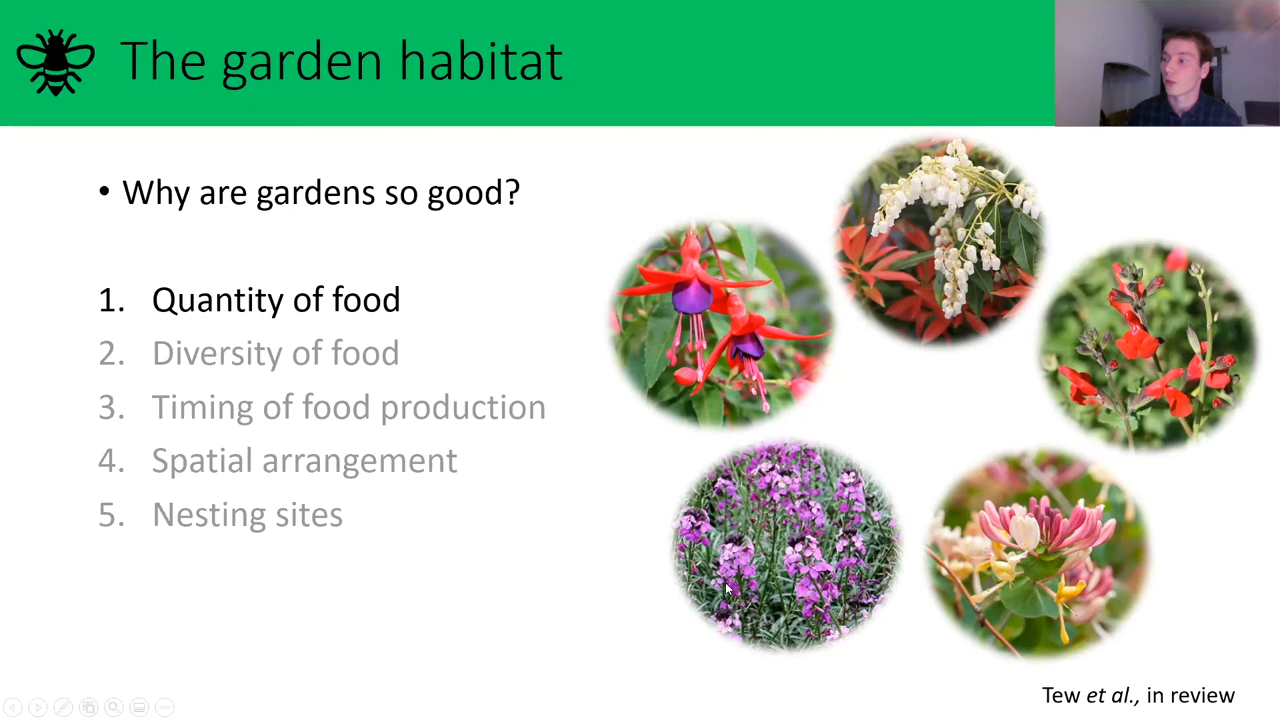 The garden habitat
• Why are gardens so good?
1. Quantity of food
2. Diversity of food
3. Timing of food production
4. Spatial arrangement
5. Nesting sites
Tew et al., in review